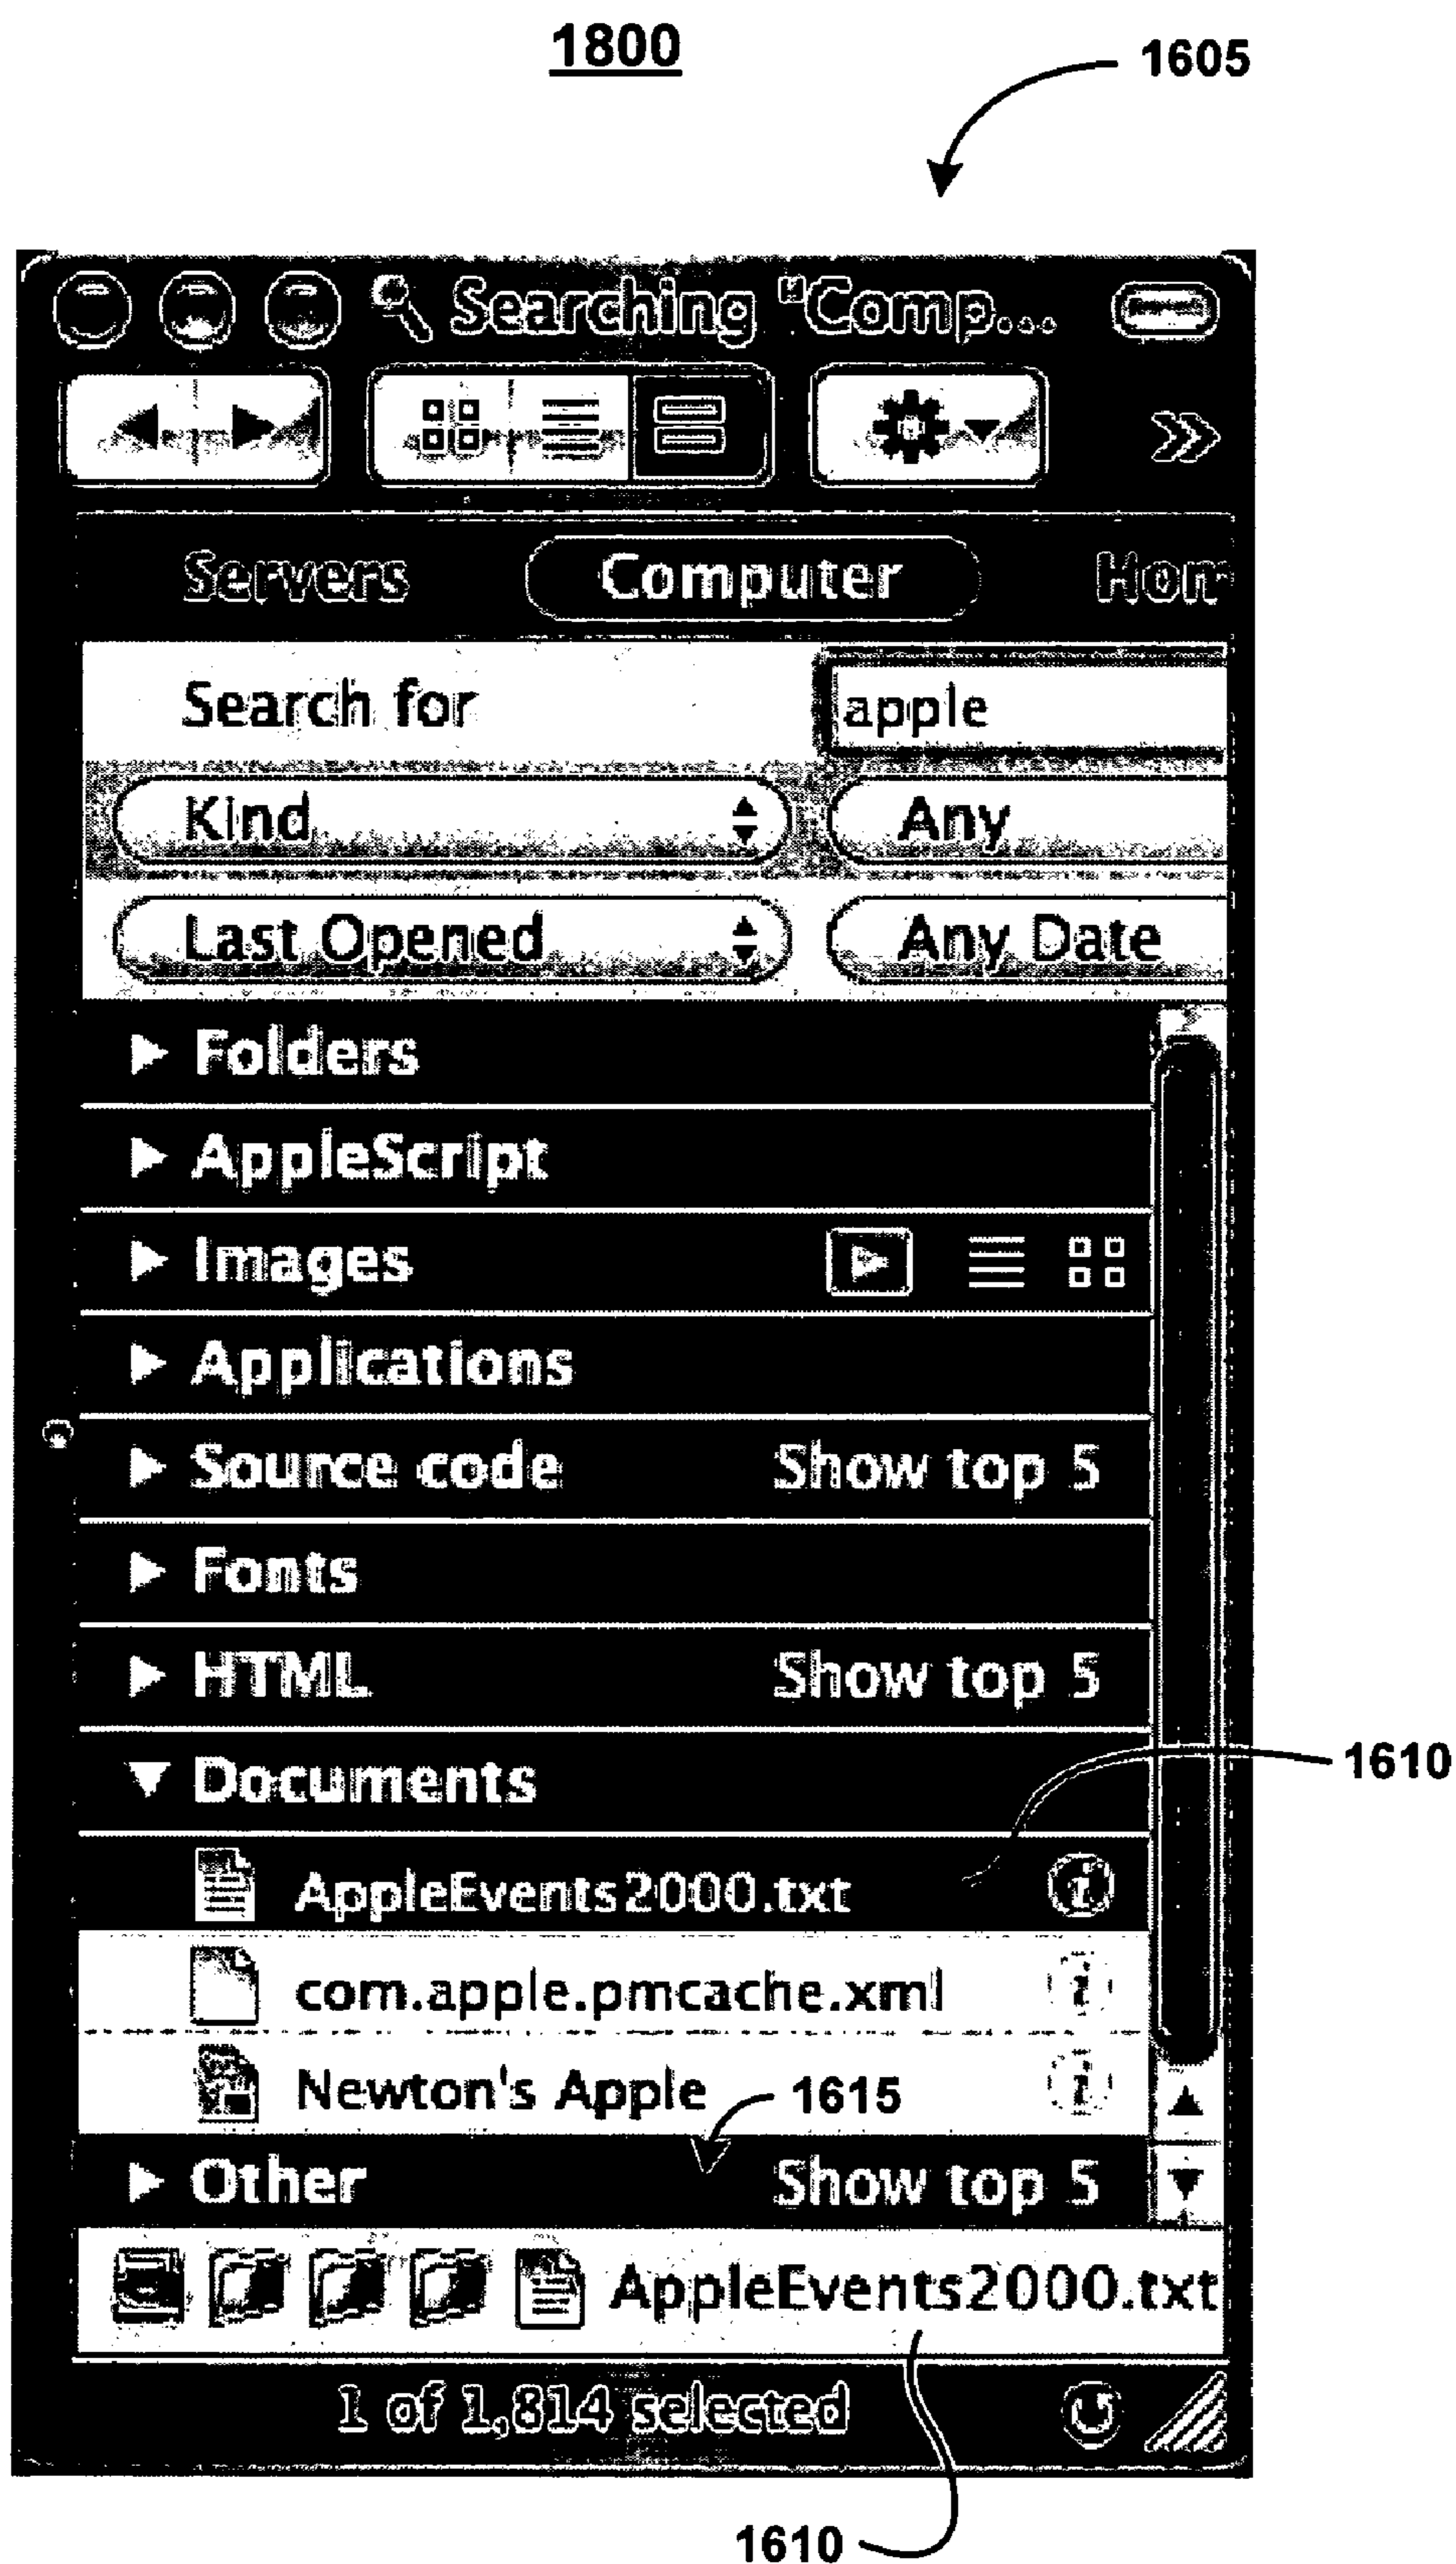 1800
1605
Searching "Comp...
Servers Computer Hom
Search for apple
Kind Any
Last Opened Any Date
Folders
AppleScript
Images
Applications
Source code Show top 5
Fonts
HTML Show top 5
Documents
1610
AppleEvents2000.txt
com.apple.pmcache.xml
Newton's Apple
1615
Other Show top 5
AppleEvents2000.txt
1 of 1,814 selected
1610